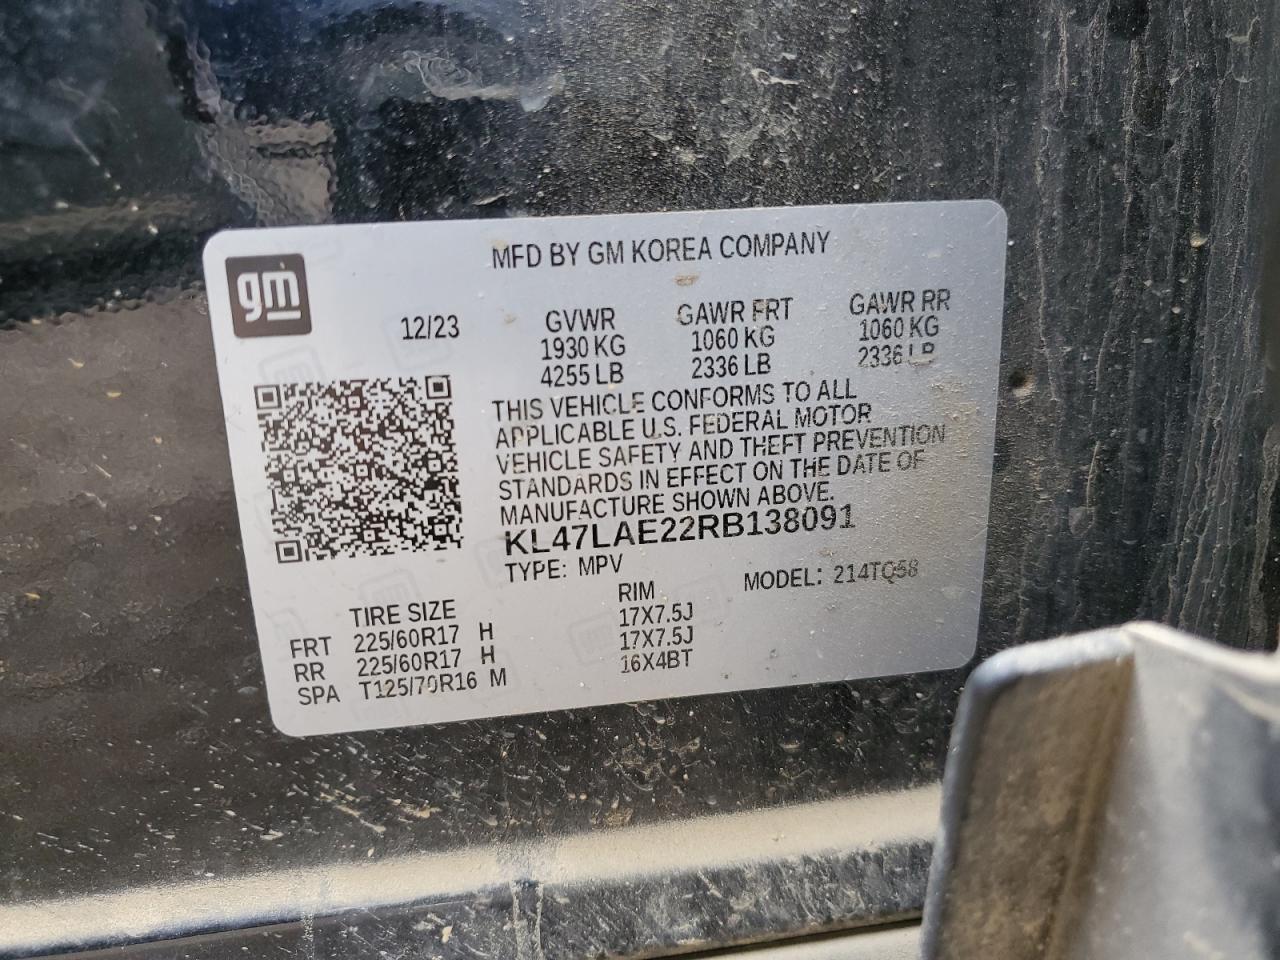 gm
MFD BY GM KOREA COMPANY
12/23
GVWR GAWR FRT GAWR RR
1930 KG 1060 KG 1060 KG
4255 LB 2336 LB 2336 LB
THIS VEHICLE CONFORMS TO ALL
APPLICABLE U.S. FEDERAL MOTOR
VEHICLE SAFETY AND THEFT PREVENTION
STANDARDS IN EFFECT ON THE DATE OF
MANUFACTURE SHOWN ABOVE.
KL47LAE22RB138091
TYPE: MPV MODEL: 214TQ58
TIRE SIZE RIM
FRT 225/60R17 H 17X7.5J
RR 225/60R17 H 17X7.5J
SPA T125/70R16 M 16X4BT